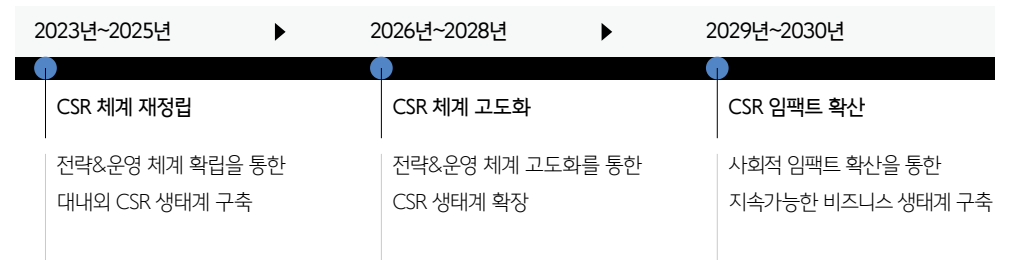 2023년~2025년 ▶ 2026년~2028년 ▶ 2029년~2030년
CSR 체계 재정립
전략&운영 체계 확립을 통한
대내외 CSR 생태계 구축
CSR 체계 고도화
전략&운영 체계 고도화를 통한
CSR 생태계 확장
CSR 임팩트 확산
사회적 임팩트 확산을 통한
지속가능한 비즈니스 생태계 구축